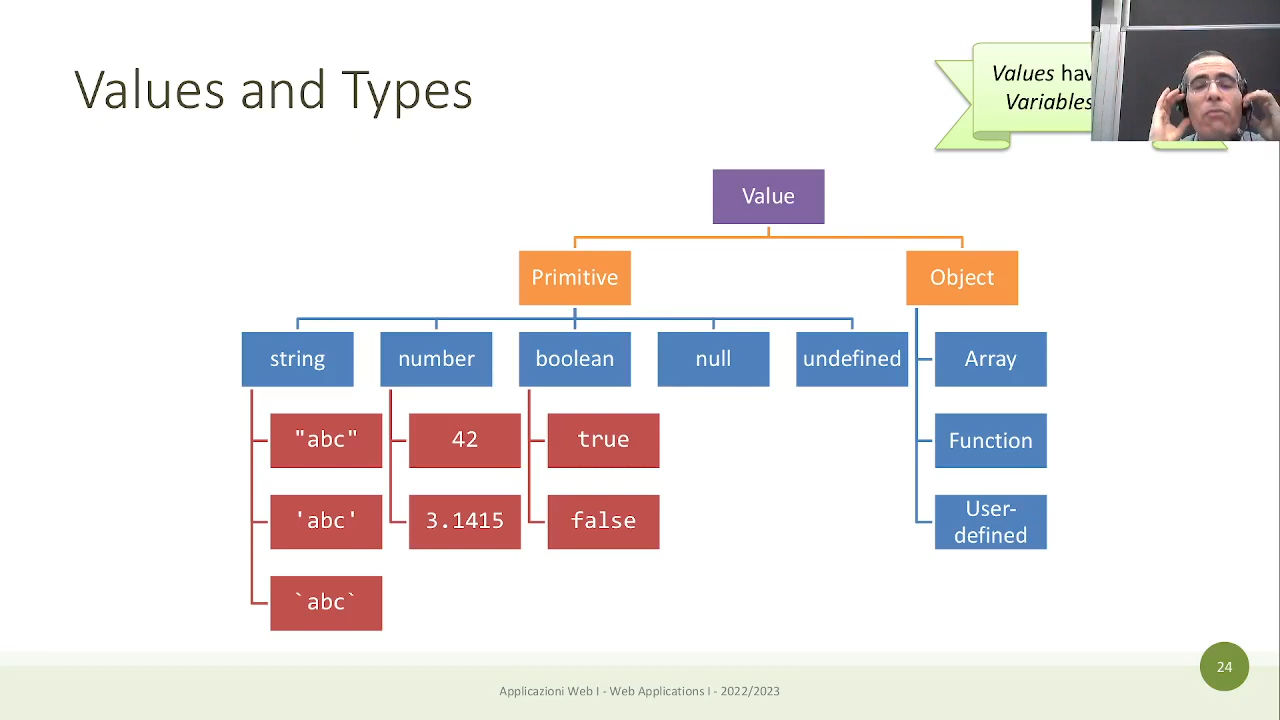 Values and Types
Values
Variables
Value
Primitive
Object
string
number
boolean
null
undefined
Array
"abc"
42
true
Function
'abc'
3.1415
false
User-
defined
`abc`
24
Applicazioni Web I - Web Applications I - 2022/2023